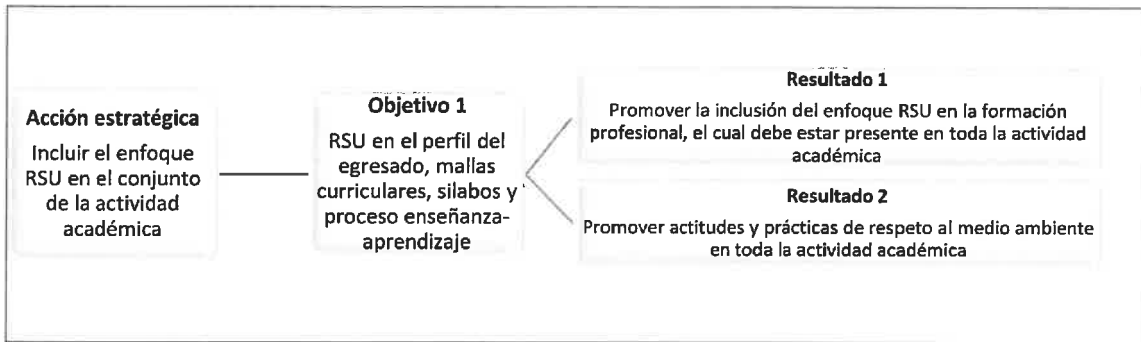 Acción estratégica
Incluir el enfoque
RSU en el conjunto
de la actividad
académica
Objetivo 1
RSU en el perfil del
egresado, mallas
curriculares, silabos y
proceso enseñanza-
aprendizaje
Resultado 1
Promover la inclusión del enfoque RSU en la formación
profesional, el cual debe estar presente en toda la actividad
académica
Resultado 2
Promover actitudes y prácticas de respeto al medio ambiente
en toda la actividad académica